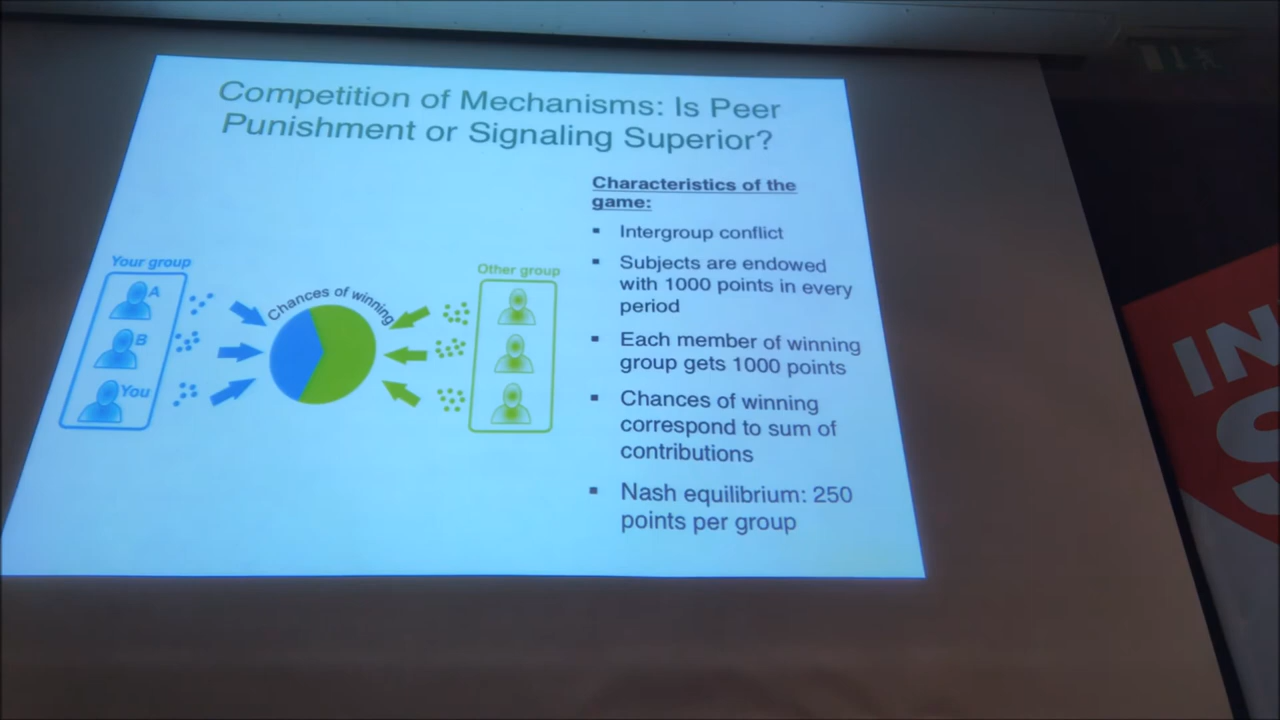 Competition of Mechanisms: Is Peer
Punishment or Signaling Superior?
Characteristics of the
game:
▪ Intergroup conflict
▪ Subjects are endowed
with 1000 points in every
period
▪ Each member of winning
group gets 1000 points
▪ Chances of winning
correspond to sum of
contributions
▪ Nash equilibrium: 250
points per group
Your group
A
B
You
Chances of winning
Other group
IN
S